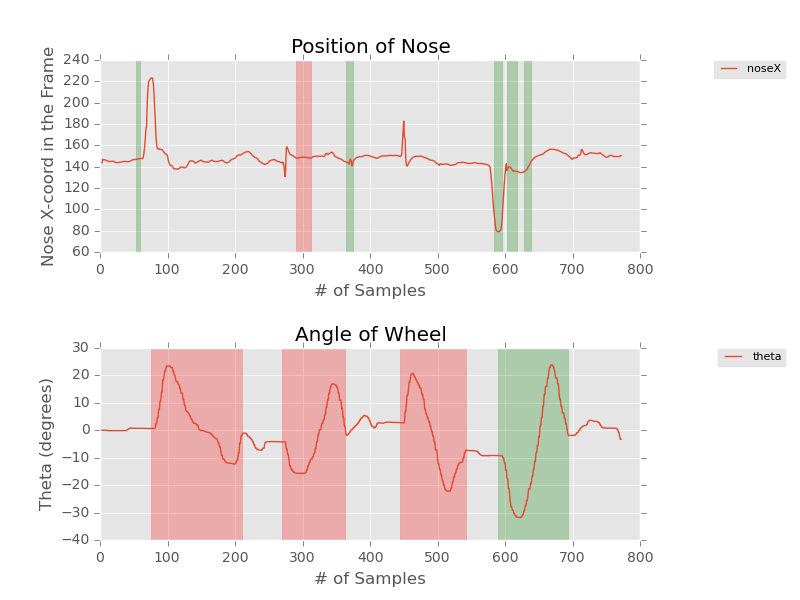 Position of Nose
Nose X-coord in the Frame
240
220
200
180
160
140
120
100
80
60
0 100 200 300 400 500 600 700 800
# of Samples
noseX
Angle of Wheel
Theta (degrees)
30
20
10
0
−10
−20
−30
−40
0 100 200 300 400 500 600 700 800
# of Samples
theta